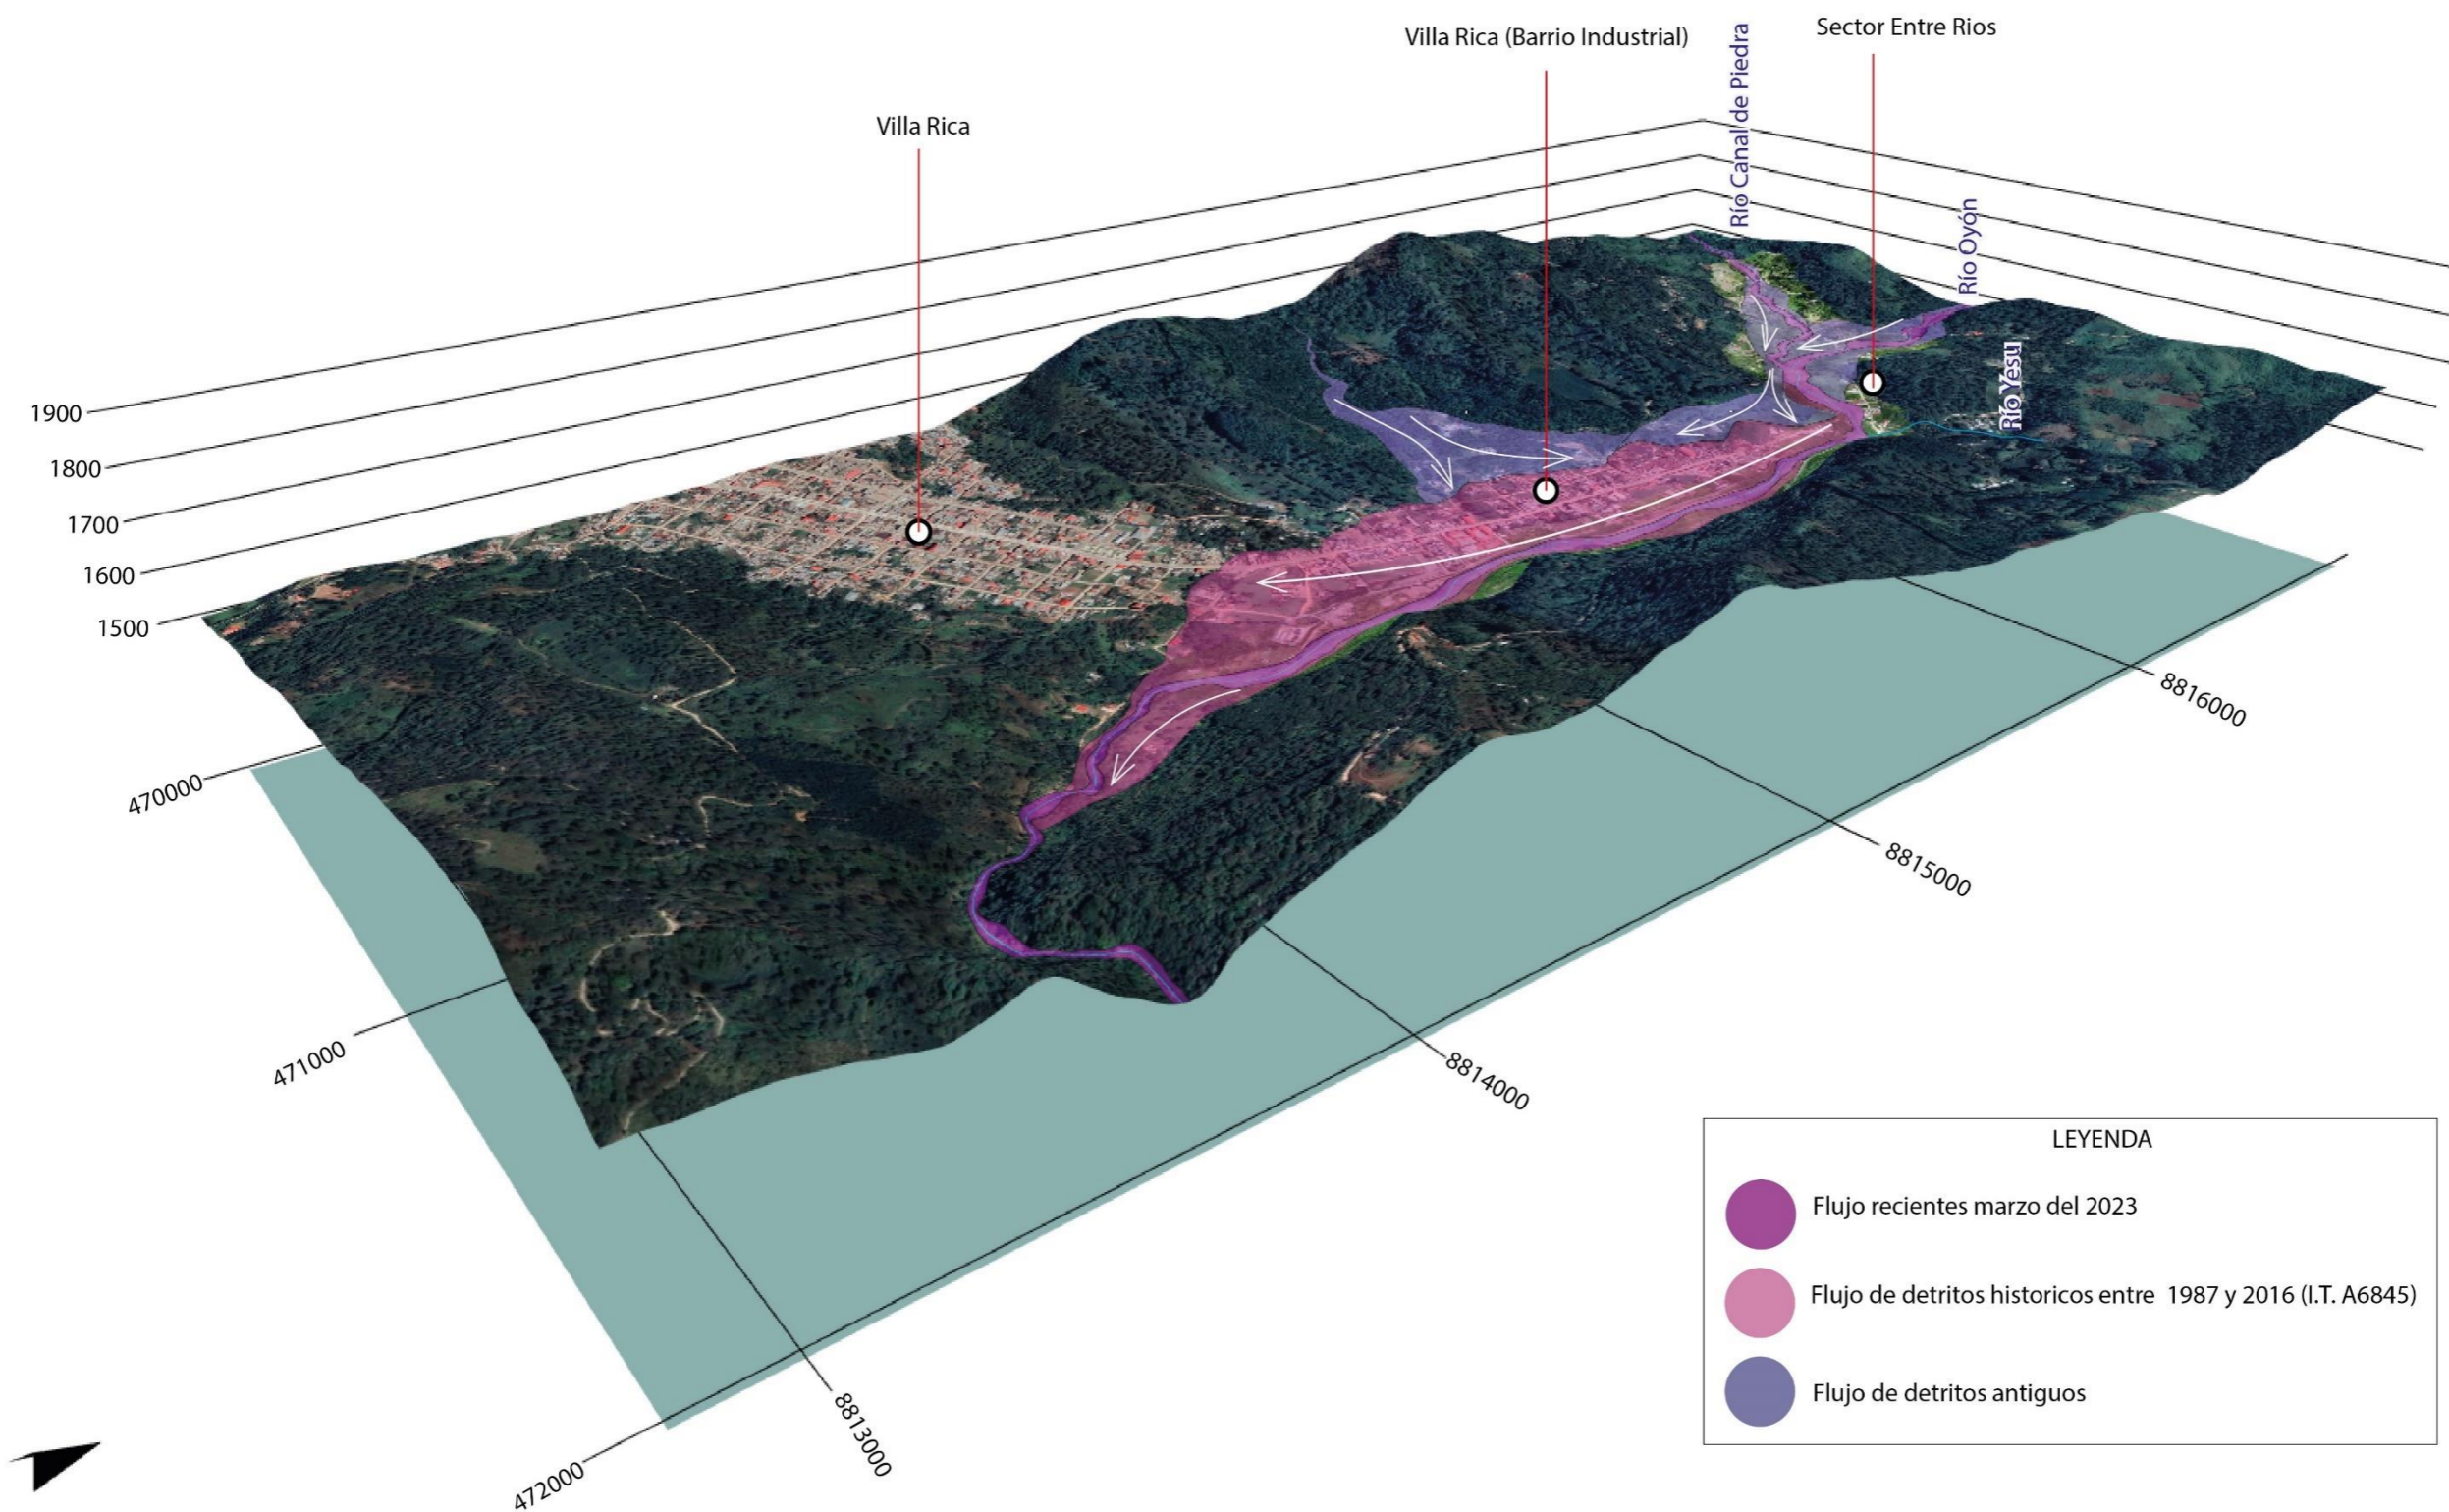 Sector Entre Rios
Villa Rica (Barrio Industrial)
Río Canal de Piedra
Villa Rica
Río Oyón
Río Yesu
1900
1800
1700
1600
1500
470000
471000
472000
8816000
8815000
8814000
8813000
LEYENDA
Flujo recientes marzo del 2023
Flujo de detritos historicos entre 1987 y 2016 (I.T. A6845)
Flujo de detritos antiguos